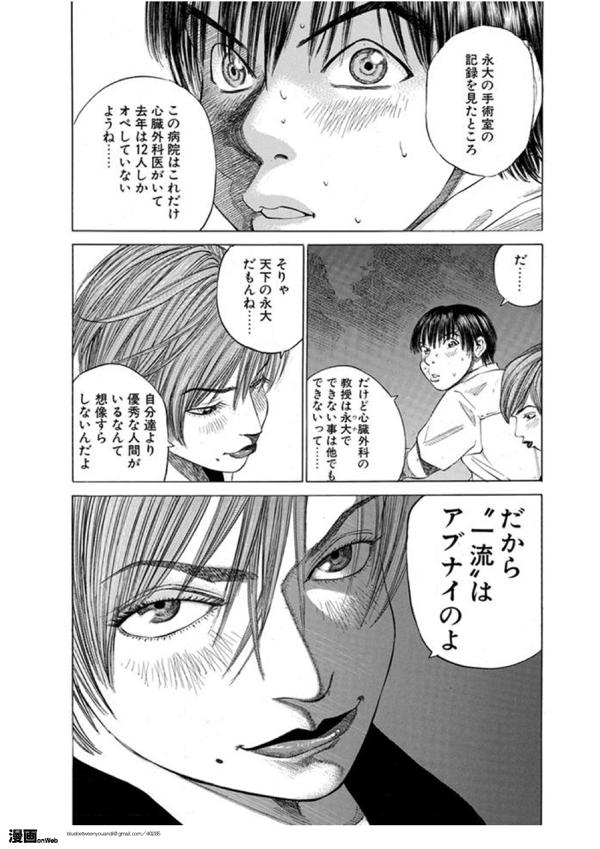 永大の手術室の
記録を見たところ
この病院はこれだけ
心臓外科医がいて
去年は12人しか
オペしていない
ようね……
だ
……
だけど心臓外科の
教授は永大で
できない事は他でも
できないって……
そりゃ
天下の永大
だもんね…
自分達より
優秀な人間が
いるなんて
想像すら
しないんだよ
だから
〝一流〟は
アブナイのよ
漫画onWeb
bluebetweenyouandi@gmail.com／40285